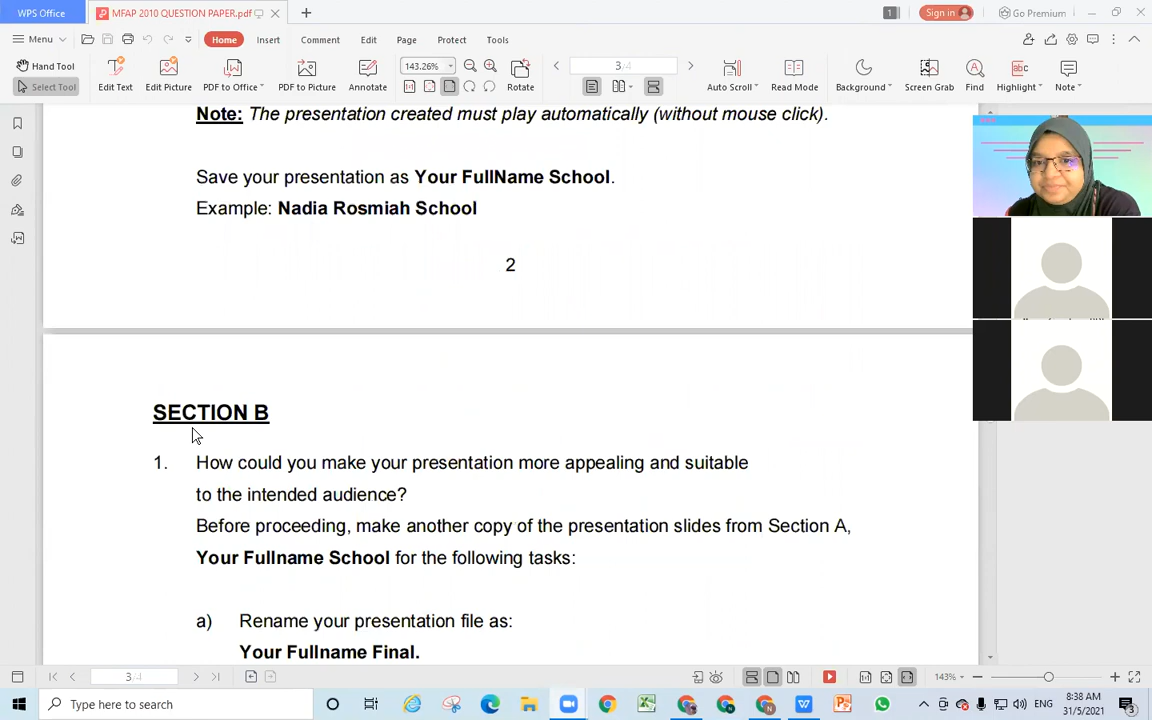 WPS Office
MFAP 2010 QUESTION PAPER.pdf
1
Sign in
Go Premium
Menu
Home
Insert
Comment
Edit
Page
Protect
Tools
Hand Tool
Select Tool
Edit Text
Edit Picture
PDF to Office
PDF to Picture
Annotate
143.26%
Rotate
3/4
Auto Scroll
Read Mode
Background
Screen Grab
Find
Highlight
Note
Note: The presentation created must play automatically (without mouse click).
Save your presentation as Your FullName School.
Example: Nadia Rosmiah School
2
SECTION B
1. How could you make your presentation more appealing and suitable
to the intended audience?
Before proceeding, make another copy of the presentation slides from Section A,
Your Fullname School for the following tasks:
a) Rename your presentation file as:
Your Fullname Final.
3/4
143%
Type here to search
ENG
8:38 AM
31/5/2021
3